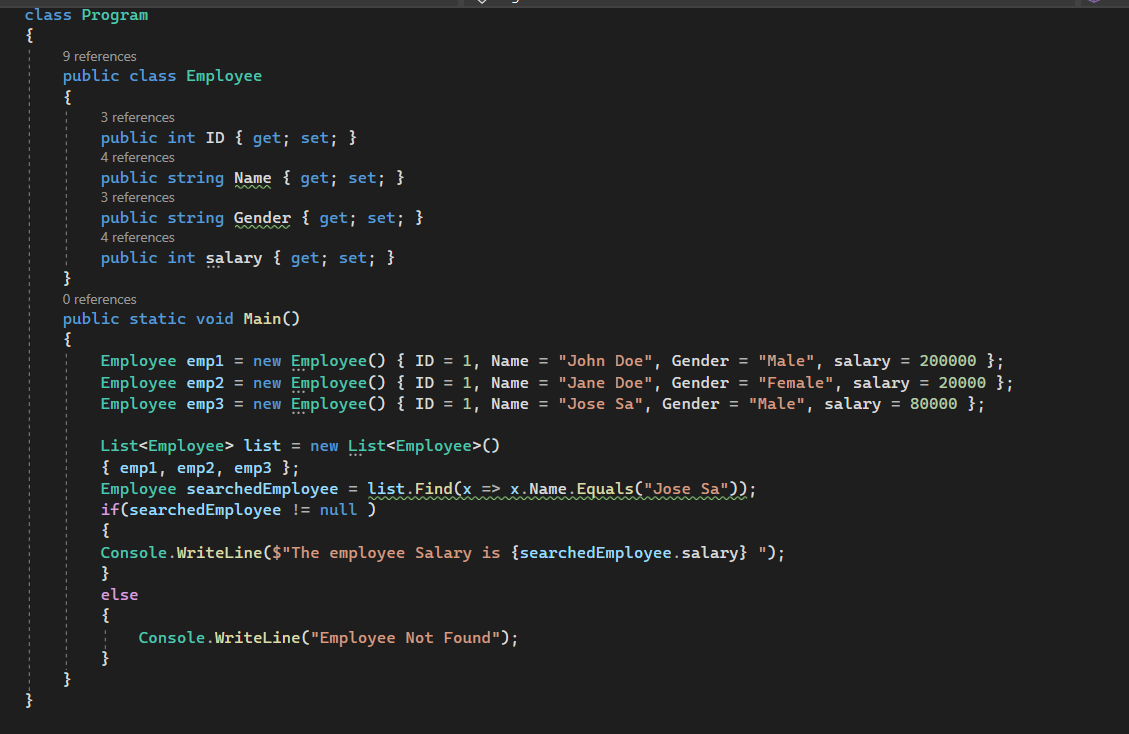 class Program
{
9 references
public class Employee
{
3 references
public int ID { get; set; }
4 references
public string Name { get; set; }
3 references
public string Gender { get; set; }
4 references
public int salary { get; set; }
}
0 references
public static void Main()
{
Employee emp1 = new Employee() { ID = 1, Name = "John Doe", Gender = "Male", salary = 200000 };
Employee emp2 = new Employee() { ID = 1, Name = "Jane Doe", Gender = "Female", salary = 20000 };
Employee emp3 = new Employee() { ID = 1, Name = "Jose Sa", Gender = "Male", salary = 80000 };
List<Employee> list = new List<Employee>()
{ emp1, emp2, emp3 };
Employee searchedEmployee = list.Find(x => x.Name.Equals("Jose Sa"));
if(searchedEmployee != null )
{
Console.WriteLine($"The employee Salary is {searchedEmployee.salary} ");
}
else
{
Console.WriteLine("Employee Not Found");
}
}
}